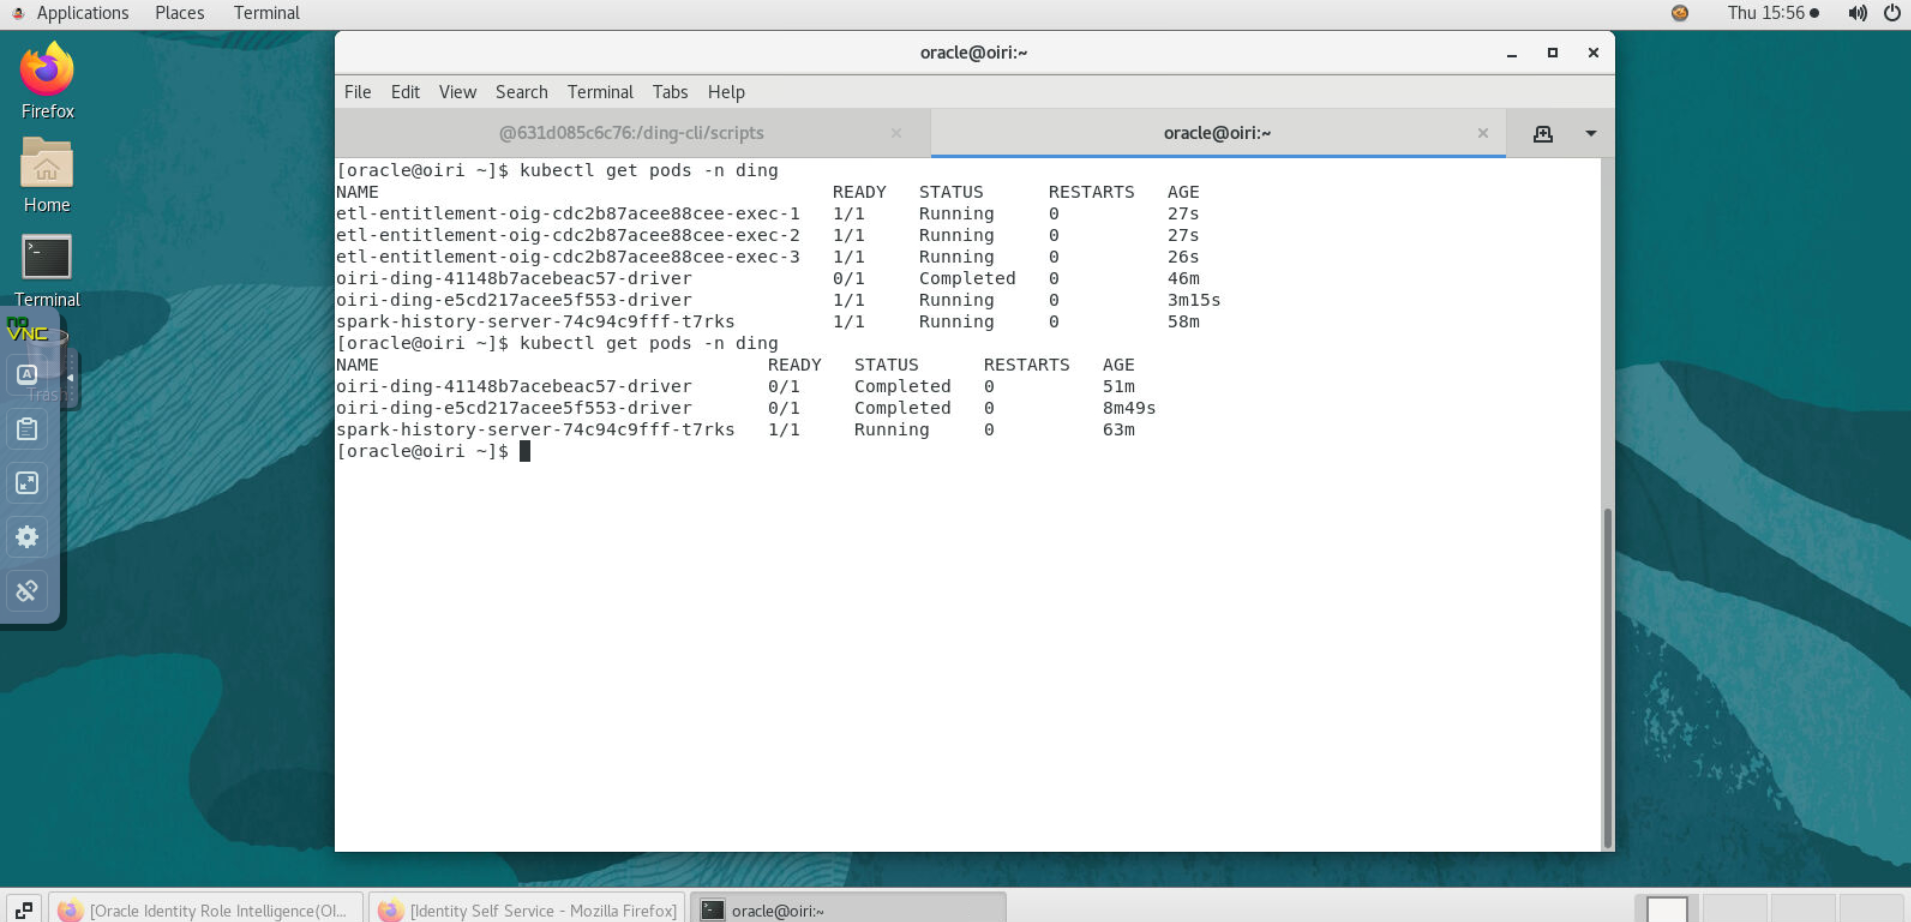 Applications Places Terminal Thu 15:56
oracle@oiri:~
File Edit View Search Terminal Tabs Help
@631d085c6c76:/ding-cli/scripts oracle@oiri:~
[oracle@oiri ~]$ kubectl get pods -n ding
NAME READY STATUS RESTARTS AGE
etl-entitlement-oig-cdc2b87acee88cee-exec-1 1/1 Running 0 27s
etl-entitlement-oig-cdc2b87acee88cee-exec-2 1/1 Running 0 27s
etl-entitlement-oig-cdc2b87acee88cee-exec-3 1/1 Running 0 26s
oiri-ding-41148b7acebeac57-driver 0/1 Completed 0 46m
oiri-ding-e5cd217acee5f553-driver 1/1 Running 0 3m15s
spark-history-server-74c94c9fff-t7rks 1/1 Running 0 58m
[oracle@oiri ~]$ kubectl get pods -n ding
NAME READY STATUS RESTARTS AGE
oiri-ding-41148b7acebeac57-driver 0/1 Completed 0 51m
oiri-ding-e5cd217acee5f553-driver 0/1 Completed 0 8m49s
spark-history-server-74c94c9fff-t7rks 1/1 Running 0 63m
[oracle@oiri ~]$
Firefox
Home
Terminal
no
VNC
A
Trash
[Oracle Identity Role Intelligence(OI... [Identity Self Service - Mozilla Firefox] oracle@oiri:~